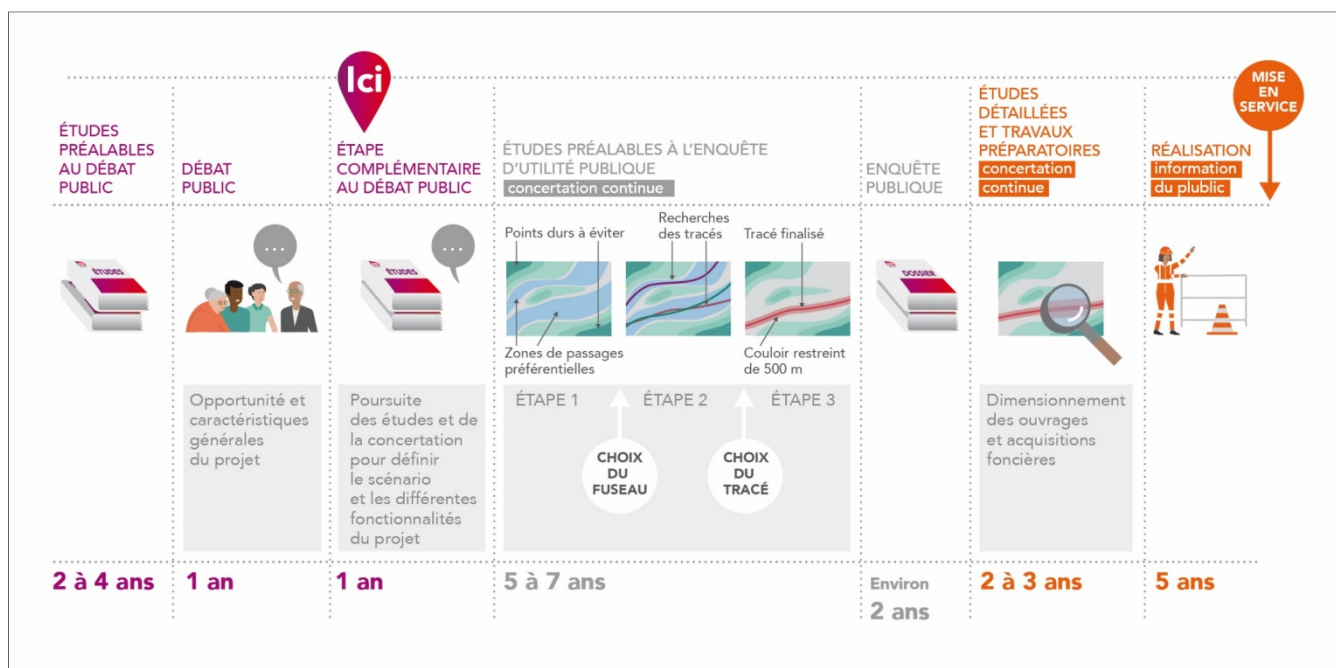 Ici
MISE
EN
SERVICE
ÉTUDES
PRÉALABLES
AU DÉBAT
PUBLIC
DÉBAT
PUBLIC
ÉTAPE
COMPLÉMENTAIRE
AU DÉBAT PUBLIC
ÉTUDES PRÉALABLES À L'ENQUÊTE
D'UTILITÉ PUBLIQUE
concertation continue
ENQUÊTE
PUBLIQUE
ÉTUDES
DÉTAILLÉES
ET TRAVAUX
PRÉPARATOIRES
concertation
continue
RÉALISATION
information
du plublic
ÉTUDES
...
ÉTUDES
...
Points durs à éviter
Recherches
des tracés
Tracé finalisé
Zones de passages
préférentielles
Couloir restreint
de 500 m
DOSSIER
Opportunité et
caractéristiques
générales
du projet
Poursuite
des études et de
la concertation
pour définir
le scénario
et les différentes
fonctionnalités
du projet
ÉTAPE 1
ÉTAPE 2
ÉTAPE 3
CHOIX
DU
FUSEAU
CHOIX
DU
TRACÉ
Dimensionnement
des ouvrages
et acquisitions
foncières
2 à 4 ans
1 an
1 an
5 à 7 ans
Environ
2 ans
2 à 3 ans
5 ans